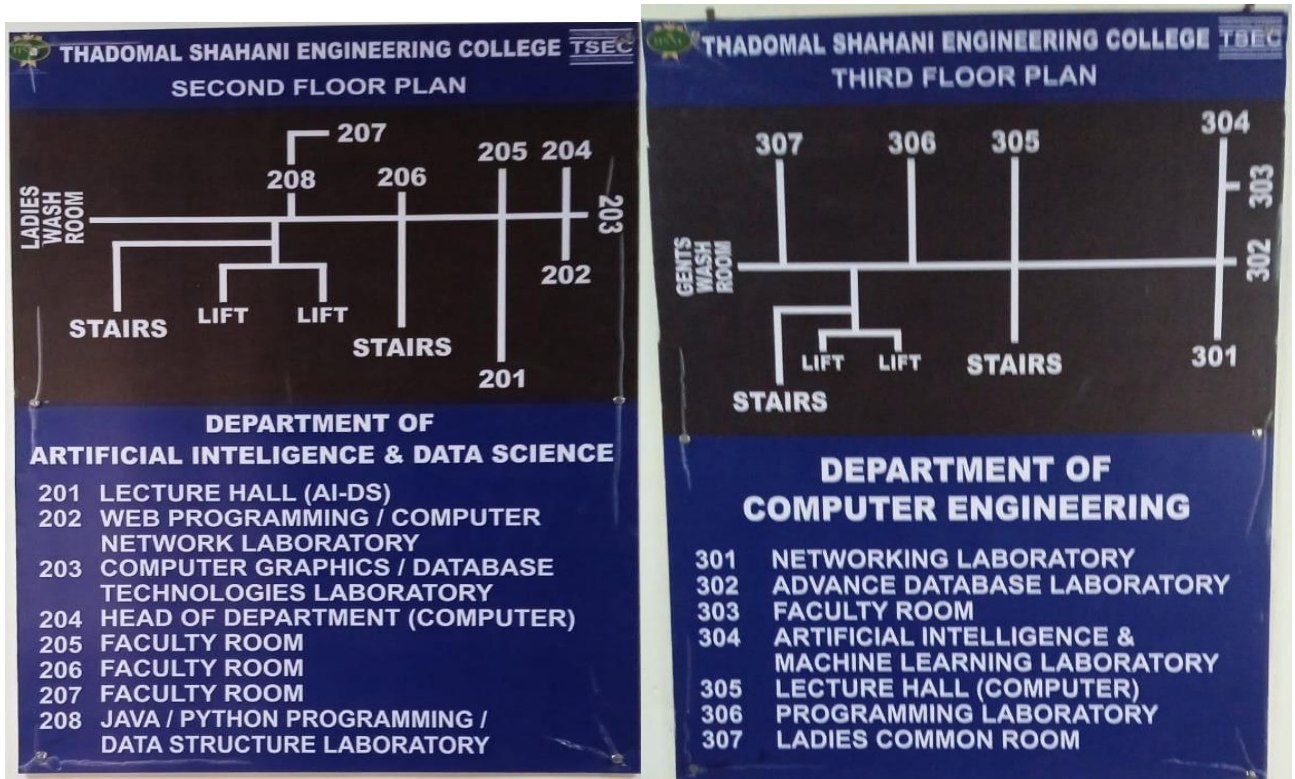 THADOMAL SHAHANI ENGINEERING COLLEGE TSEC
SECOND FLOOR PLAN
207
205 204
208 206
LADIES
WASH
ROOM
203
202
STAIRS LIFT LIFT
STAIRS
201
DEPARTMENT OF
ARTIFICIAL INTELIGENCE & DATA SCIENCE
201 LECTURE HALL (AI-DS)
202 WEB PROGRAMMING / COMPUTER
NETWORK LABORATORY
203 COMPUTER GRAPHICS / DATABASE
TECHNOLOGIES LABORATORY
204 HEAD OF DEPARTMENT (COMPUTER)
205 FACULTY ROOM
206 FACULTY ROOM
207 FACULTY ROOM
208 JAVA / PYTHON PROGRAMMING /
DATA STRUCTURE LABORATORY
THADOMAL SHAHANI ENGINEERING COLLEGE TSEC
THIRD FLOOR PLAN
304
307 306 305
303
GENTS
WASH
ROOM
302
LIFT LIFT STAIRS 301
STAIRS
DEPARTMENT OF
COMPUTER ENGINEERING
301 NETWORKING LABORATORY
302 ADVANCE DATABASE LABORATORY
303 FACULTY ROOM
304 ARTIFICIAL INTELLIGENCE &
MACHINE LEARNING LABORATORY
305 LECTURE HALL (COMPUTER)
306 PROGRAMMING LABORATORY
307 LADIES COMMON ROOM